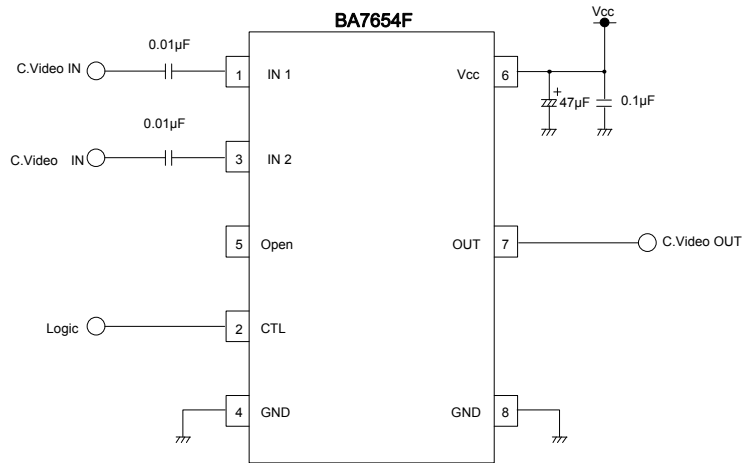 BA7654F
Vcc
0.01μF
C.Video IN
1
IN 1
Vcc
6
+
47μF
0.1μF
0.01μF
C.Video IN
3
IN 2
5
Open
OUT
7
C.Video OUT
Logic
2
CTL
4
GND
GND
8